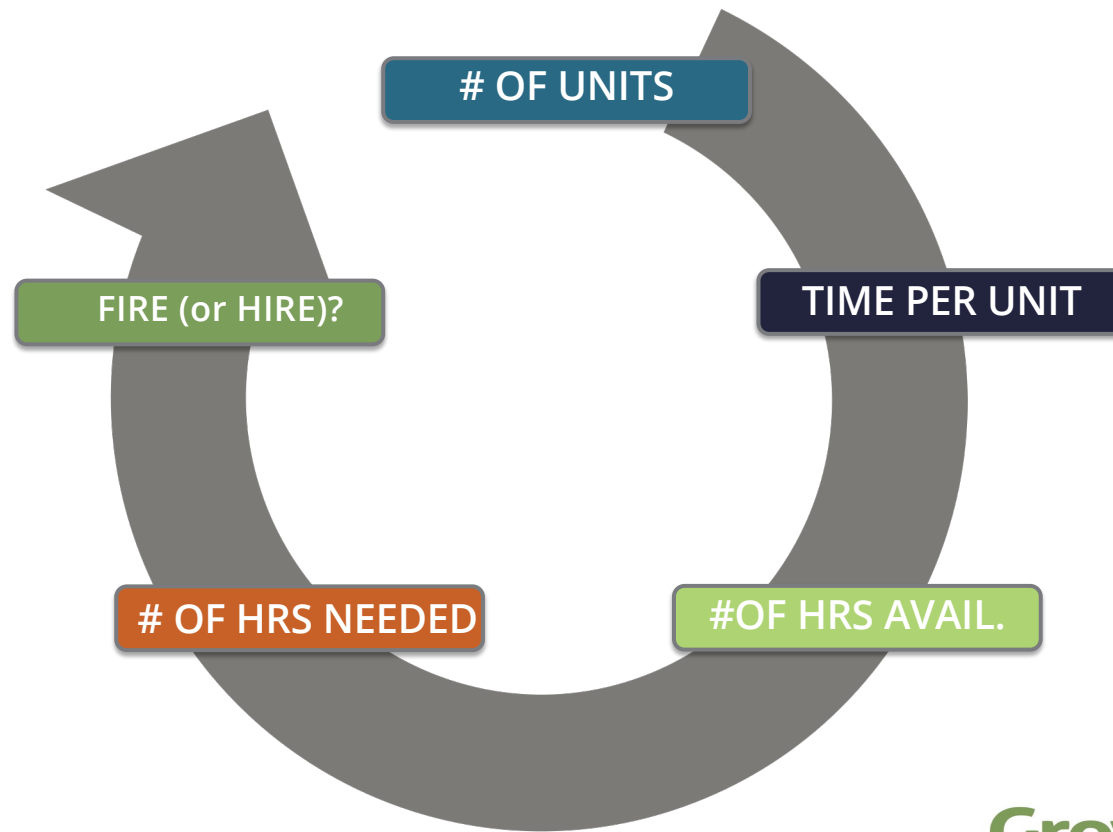 # OF UNITS
TIME PER UNIT
#OF HRS AVAIL.
# OF HRS NEEDED
FIRE (or HIRE)?